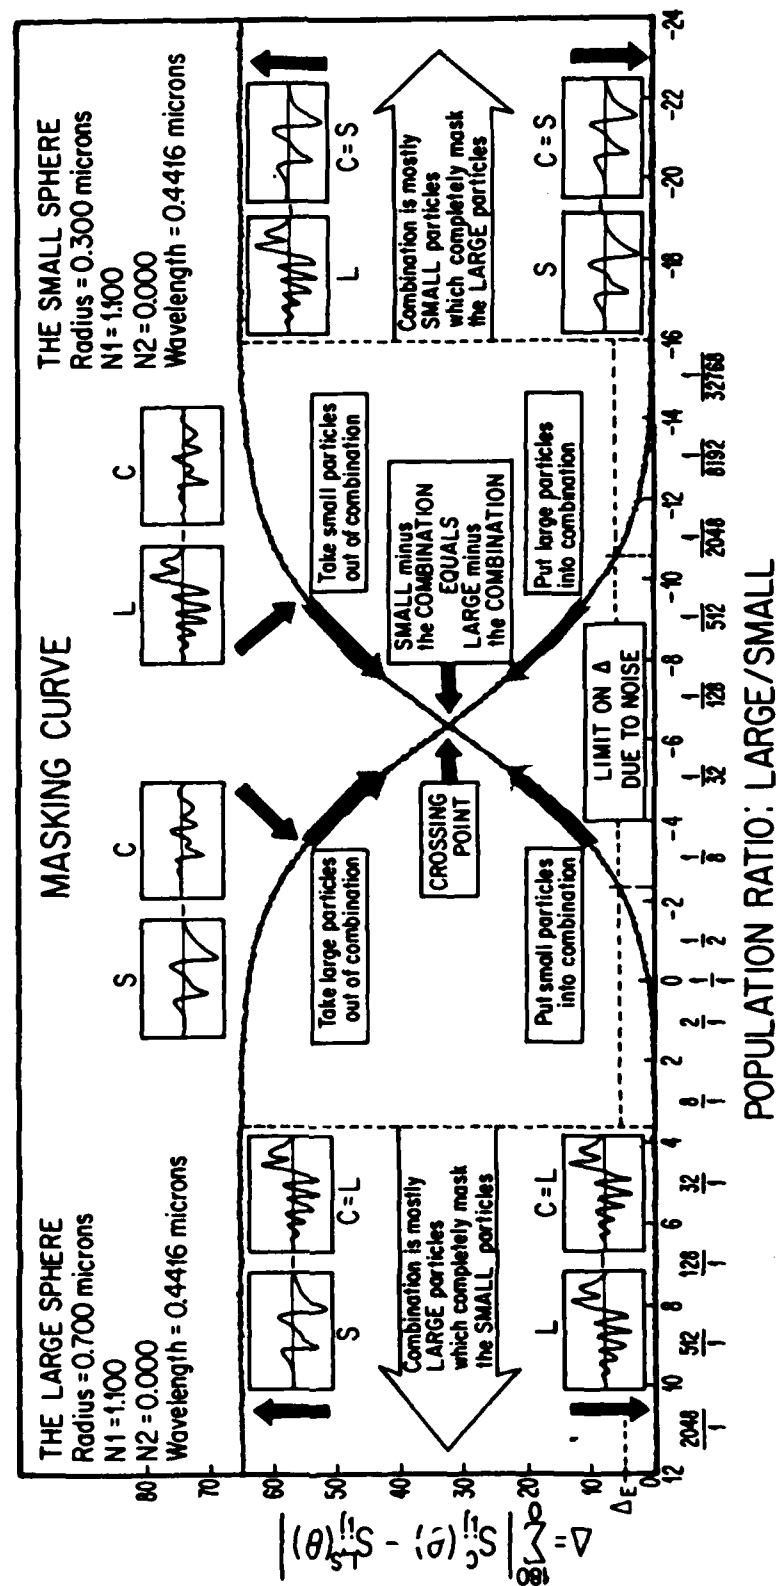 MASKING CURVE
THE LARGE SPHERE
Radius = 0.700 microns
N1 = 1.100
N2 = 0.000
Wavelength = 0.4416 microns
THE SMALL SPHERE
Radius = 0.300 microns
N1 = 1.100
N2 = 0.000
Wavelength = 0.4416 microns
S
C
L
C
S
C = L
L
C = S
Take large particles
out of combination
Take small particles
out of combination
Combination is mostly
LARGE particles
which completely mask
the SMALL particles
CROSSING
POINT
SMALL minus
the COMBINATION
EQUALS
LARGE minus
the COMBINATION
Combination is mostly
SMALL particles
which completely mask
the LARGE particles
Put small particles
into combination
Put large particles
into combination
L
C = L
LIMIT ON Δ
DUE TO NOISE
S
C = S
80
70
60
50
40
30
20
10
Δ E
0
12 10 8 6 4 2 0 -2 -4 -6 -8 -10 -12 -14 -16 -18 -20 -22 -24
2048/1 512/1 128/1 32/1 8/1 2/1 1/1 1/2 1/8 1/32 1/128 1/512 1/2048 1/8192 1/32768
POPULATION RATIO: LARGE/SMALL